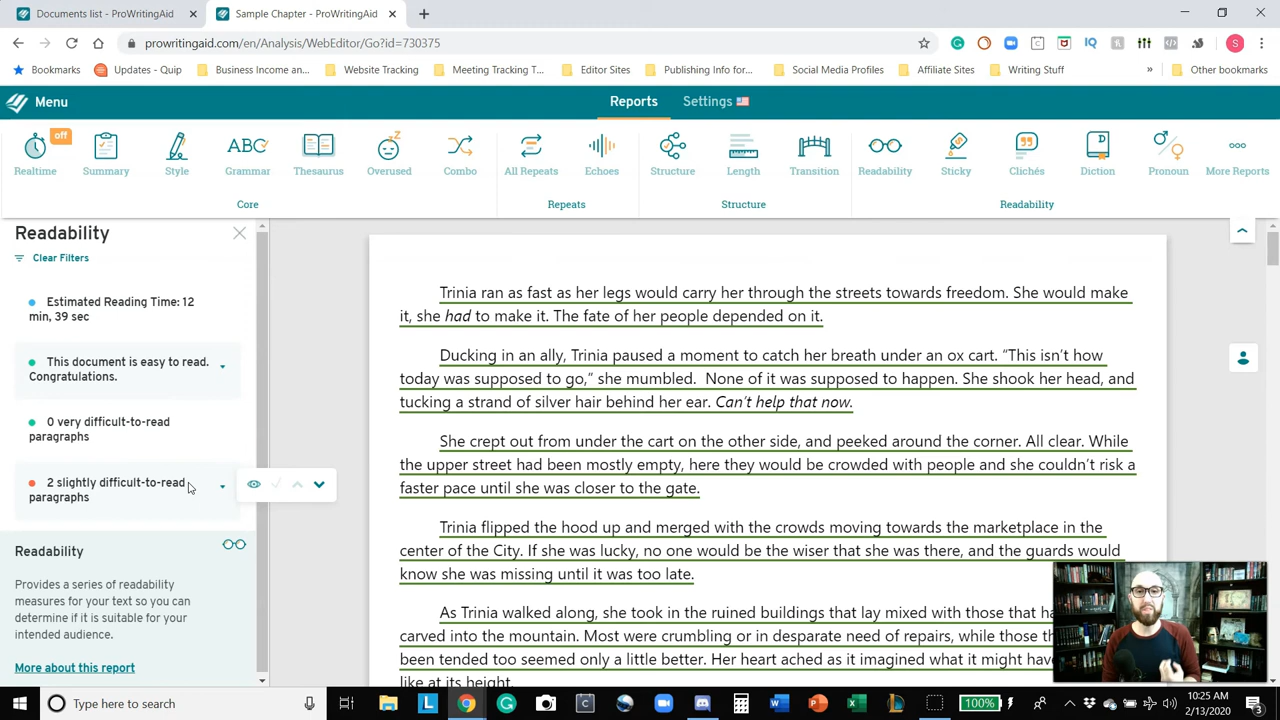 Documents list - ProWritingAid
Sample Chapter - ProWritingAid
prowritingaid.com/en/Analysis/WebEditor/Go?id=730375
Bookmarks
Updates - Quip
Business Income an...
Website Tracking
Meeting Tracking T...
Editor Sites
Publishing Info for...
Social Media Profiles
Affiliate Sites
Writing Stuff
Other bookmarks
Menu
Reports
Settings
off
Realtime
Summary
Style
ABC
Grammar
Thesaurus
Overused
Combo
All Repeats
Echoes
Structure
Length
Transition
Readability
Sticky
Clichés
Diction
Pronoun
More Reports
Core
Repeats
Structure
Readability
Readability
Clear Filters
Estimated Reading Time: 12
min, 39 sec
This document is easy to read.
Congratulations.
0 very difficult-to-read
paragraphs
2 slightly difficult-to-read
paragraphs
Readability
Provides a series of readability
measures for your text so you can
determine if it is suitable for your
intended audience.
More about this report
Trinia ran as fast as her legs would carry her through the streets towards freedom. She would make
it, she had to make it. The fate of her people depended on it.
Ducking in an ally, Trinia paused a moment to catch her breath under an ox cart. “This isn’t how
today was supposed to go,” she mumbled.  None of it was supposed to happen. She shook her head, and
tucking a strand of silver hair behind her ear. Can’t help that now.
She crept out from under the cart on the other side, and peeked around the corner. All clear. While
the upper street had been mostly empty, here they would be crowded with people and she couldn’t risk a
faster pace until she was closer to the gate.
Trinia flipped the hood up and merged with the crowds moving towards the marketplace in the
center of the City. If she was lucky, no one would be the wiser that she was there, and the guards would
know she was missing until it was too late.
As Trinia walked along, she took in the ruined buildings that lay mixed with those that ha
carved into the mountain. Most were crumbling or in desperate need of repairs, while those th
been tended too seemed only a little better. Her heart ached as it imagined what it might have
like at its height.
Type here to search
100%
10:25 AM
2/13/2020